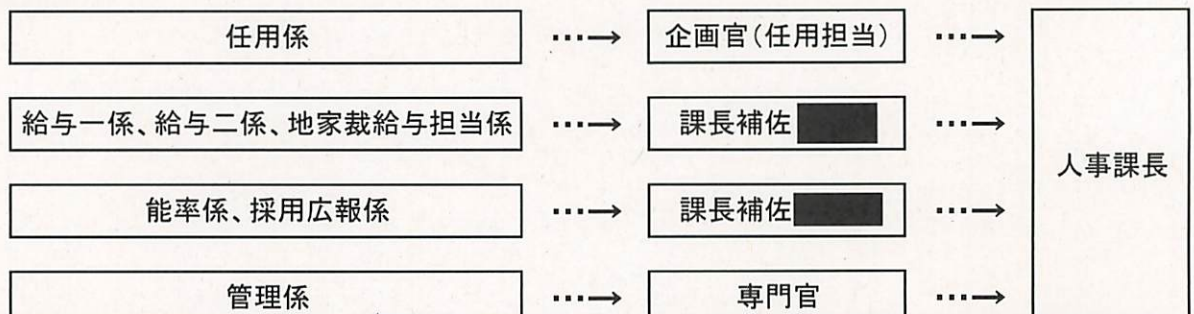 任用係 ····→ 企画官(任用担当) ····→
給与一係、給与二係、地家裁給与担当係 ····→ 課長補佐 ····→
人事課長
能率係、採用広報係 ····→ 課長補佐 ····→
管理係 ····→ 専門官 ····→